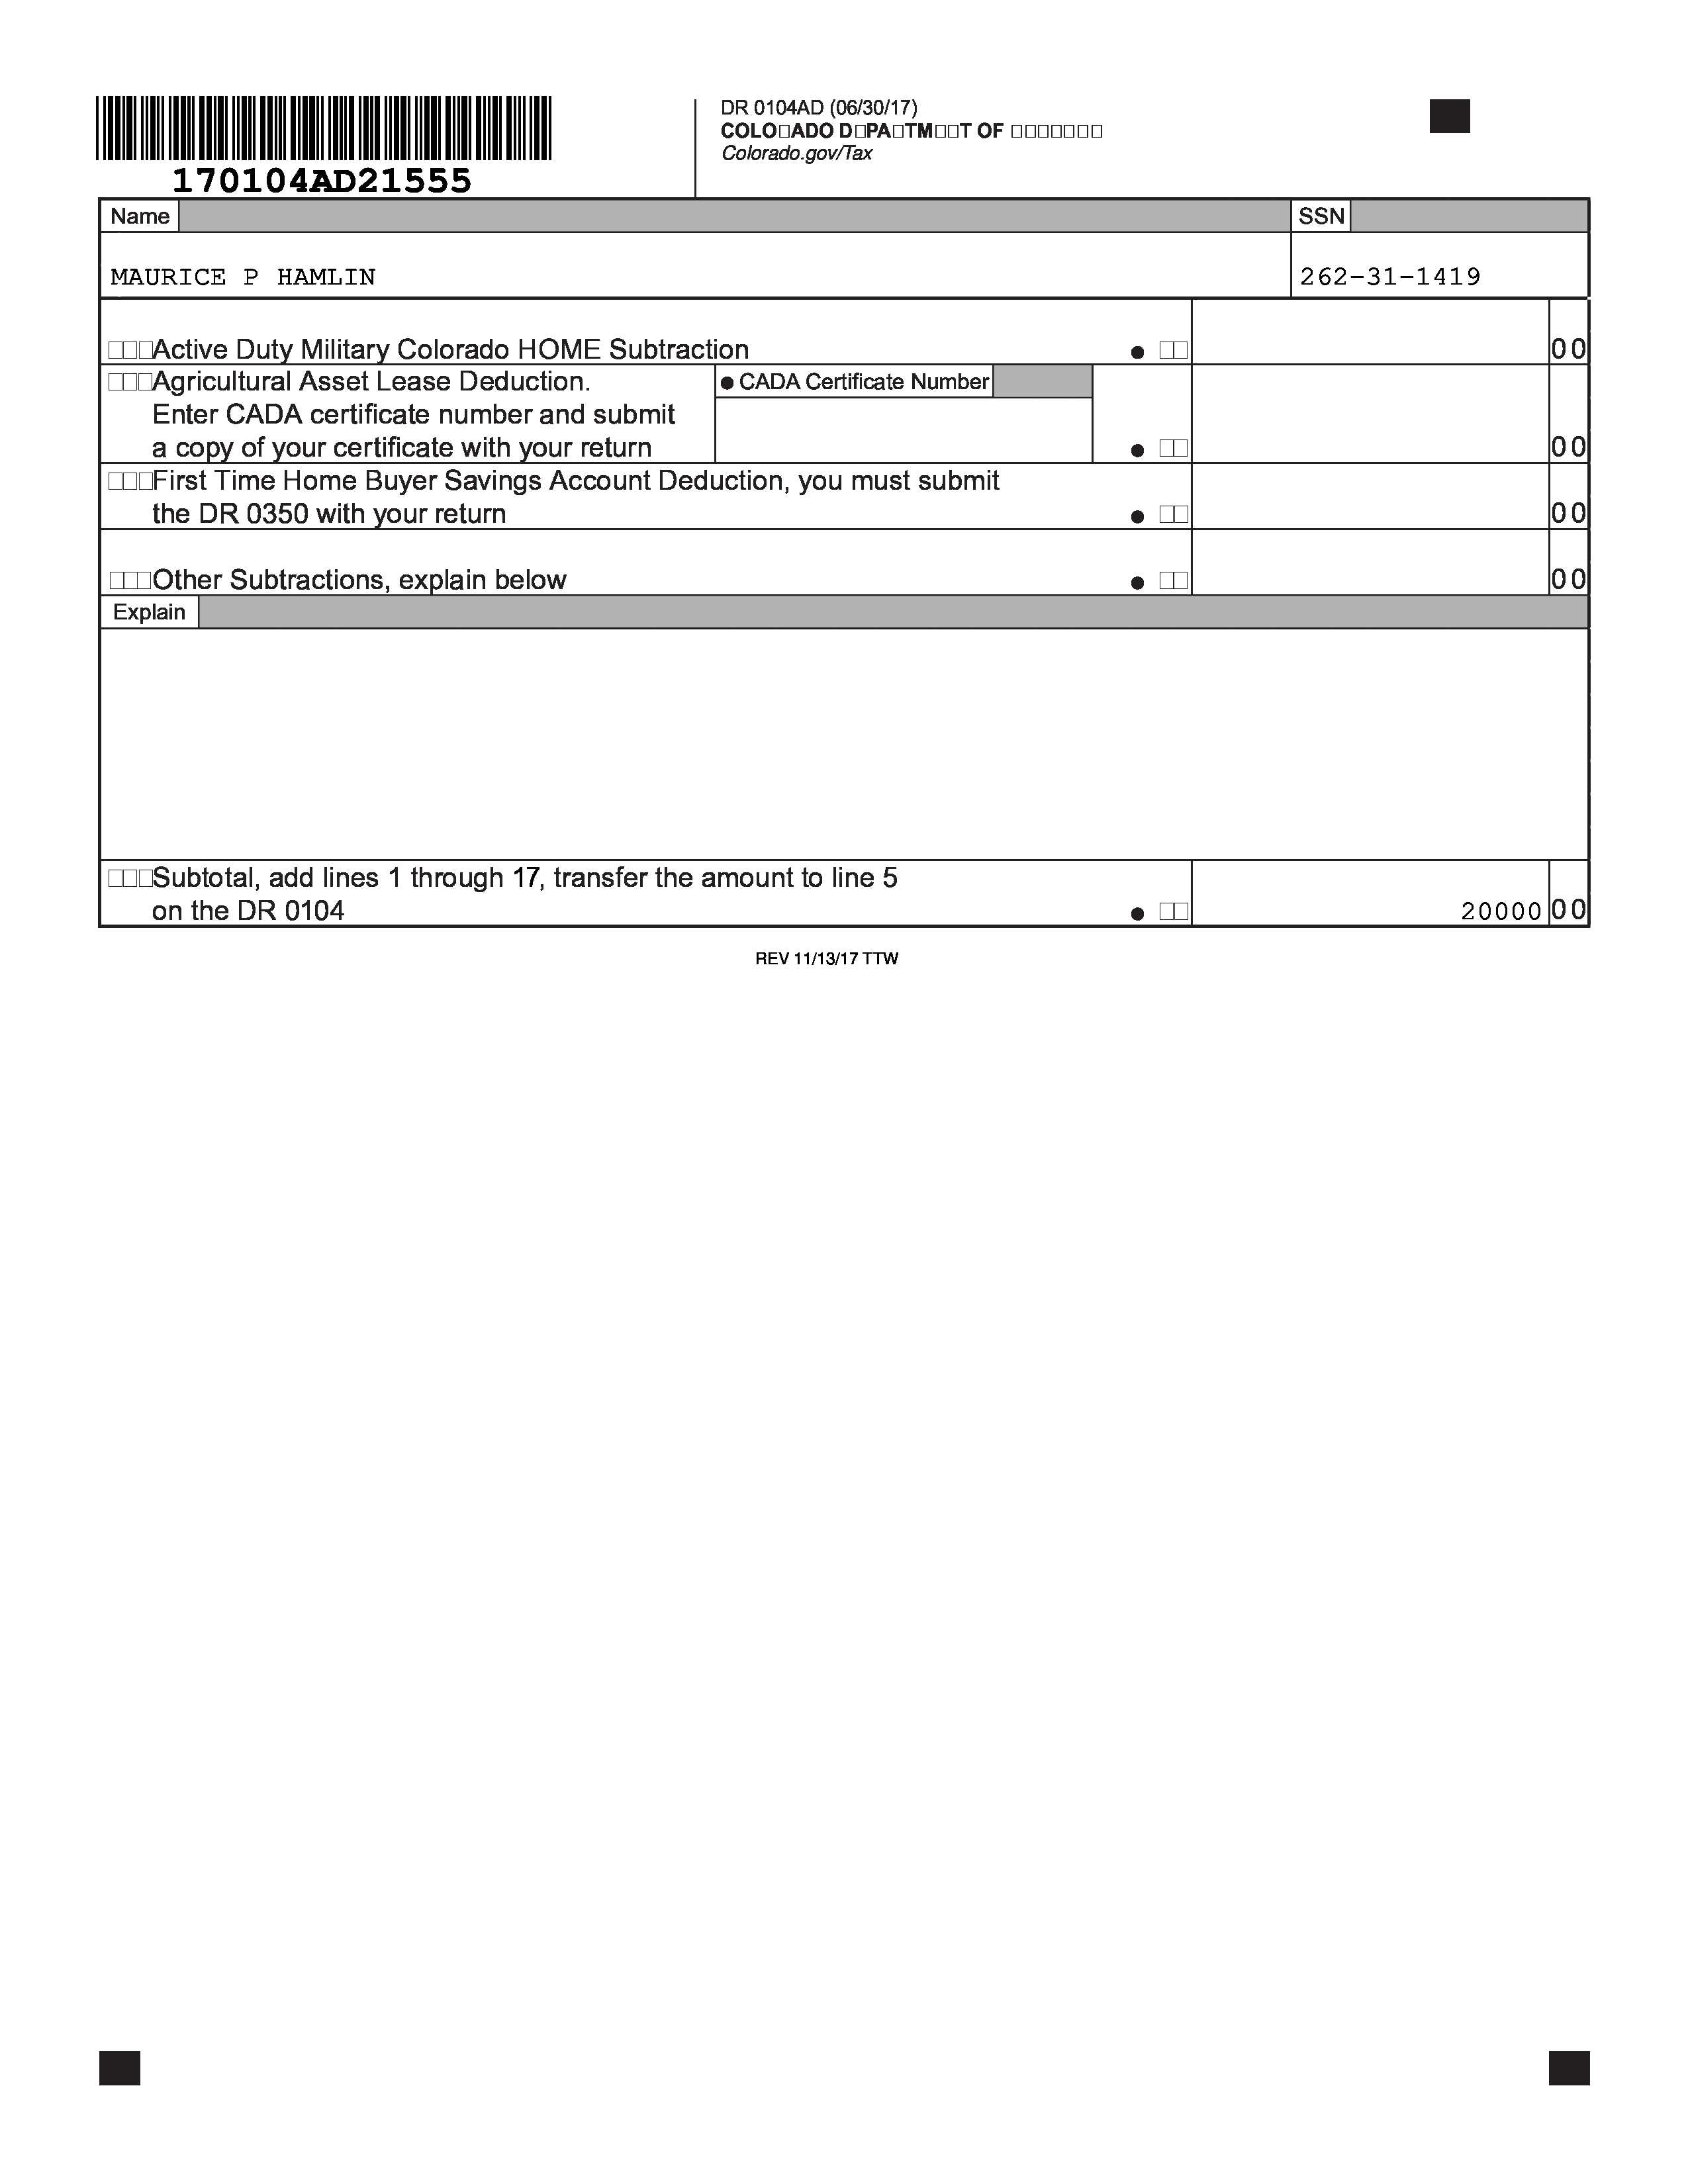 DR 0104AD (06/30/17)
COLO□ADO D□PA□TM□□T OF □□□□□□□
Colorado.gov/Tax
170104AD21555
Name
SSN
MAURICE P HAMLIN
262-31-1419
□□□Active Duty Military Colorado HOME Subtraction ● □□ 00
□□□Agricultural Asset Lease Deduction.
● CADA Certificate Number
Enter CADA certificate number and submit
a copy of your certificate with your return ● □□ 00
□□□First Time Home Buyer Savings Account Deduction, you must submit
the DR 0350 with your return ● □□ 00
□□□Other Subtractions, explain below ● □□ 00
Explain
□□□Subtotal, add lines 1 through 17, transfer the amount to line 5
on the DR 0104 ● □□ 20000 00
REV 11/13/17 TTW